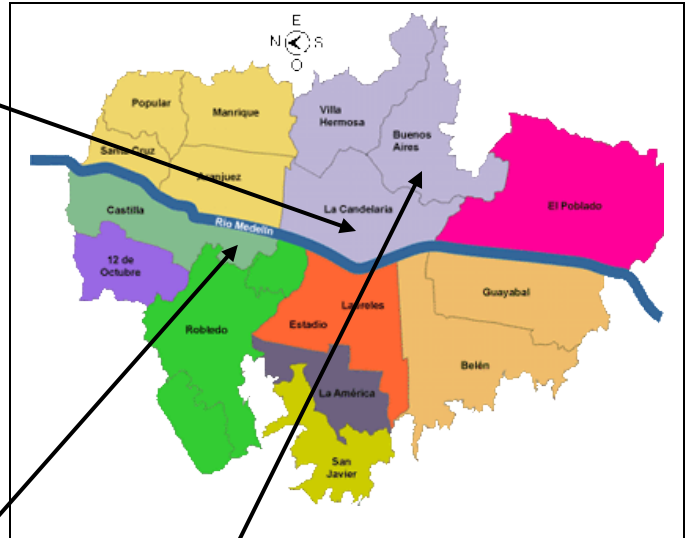 E
N S
O
Popular
Manrique
Villa
Hermosa
Buenos
Aires
Santa Cruz
Aranjuez
La Candelaria
El Poblado
Castilla
Río Medellín
12 de
Octubre
Guayabal
Laureles
Estadio
Robledo
Belén
La América
San
Javier